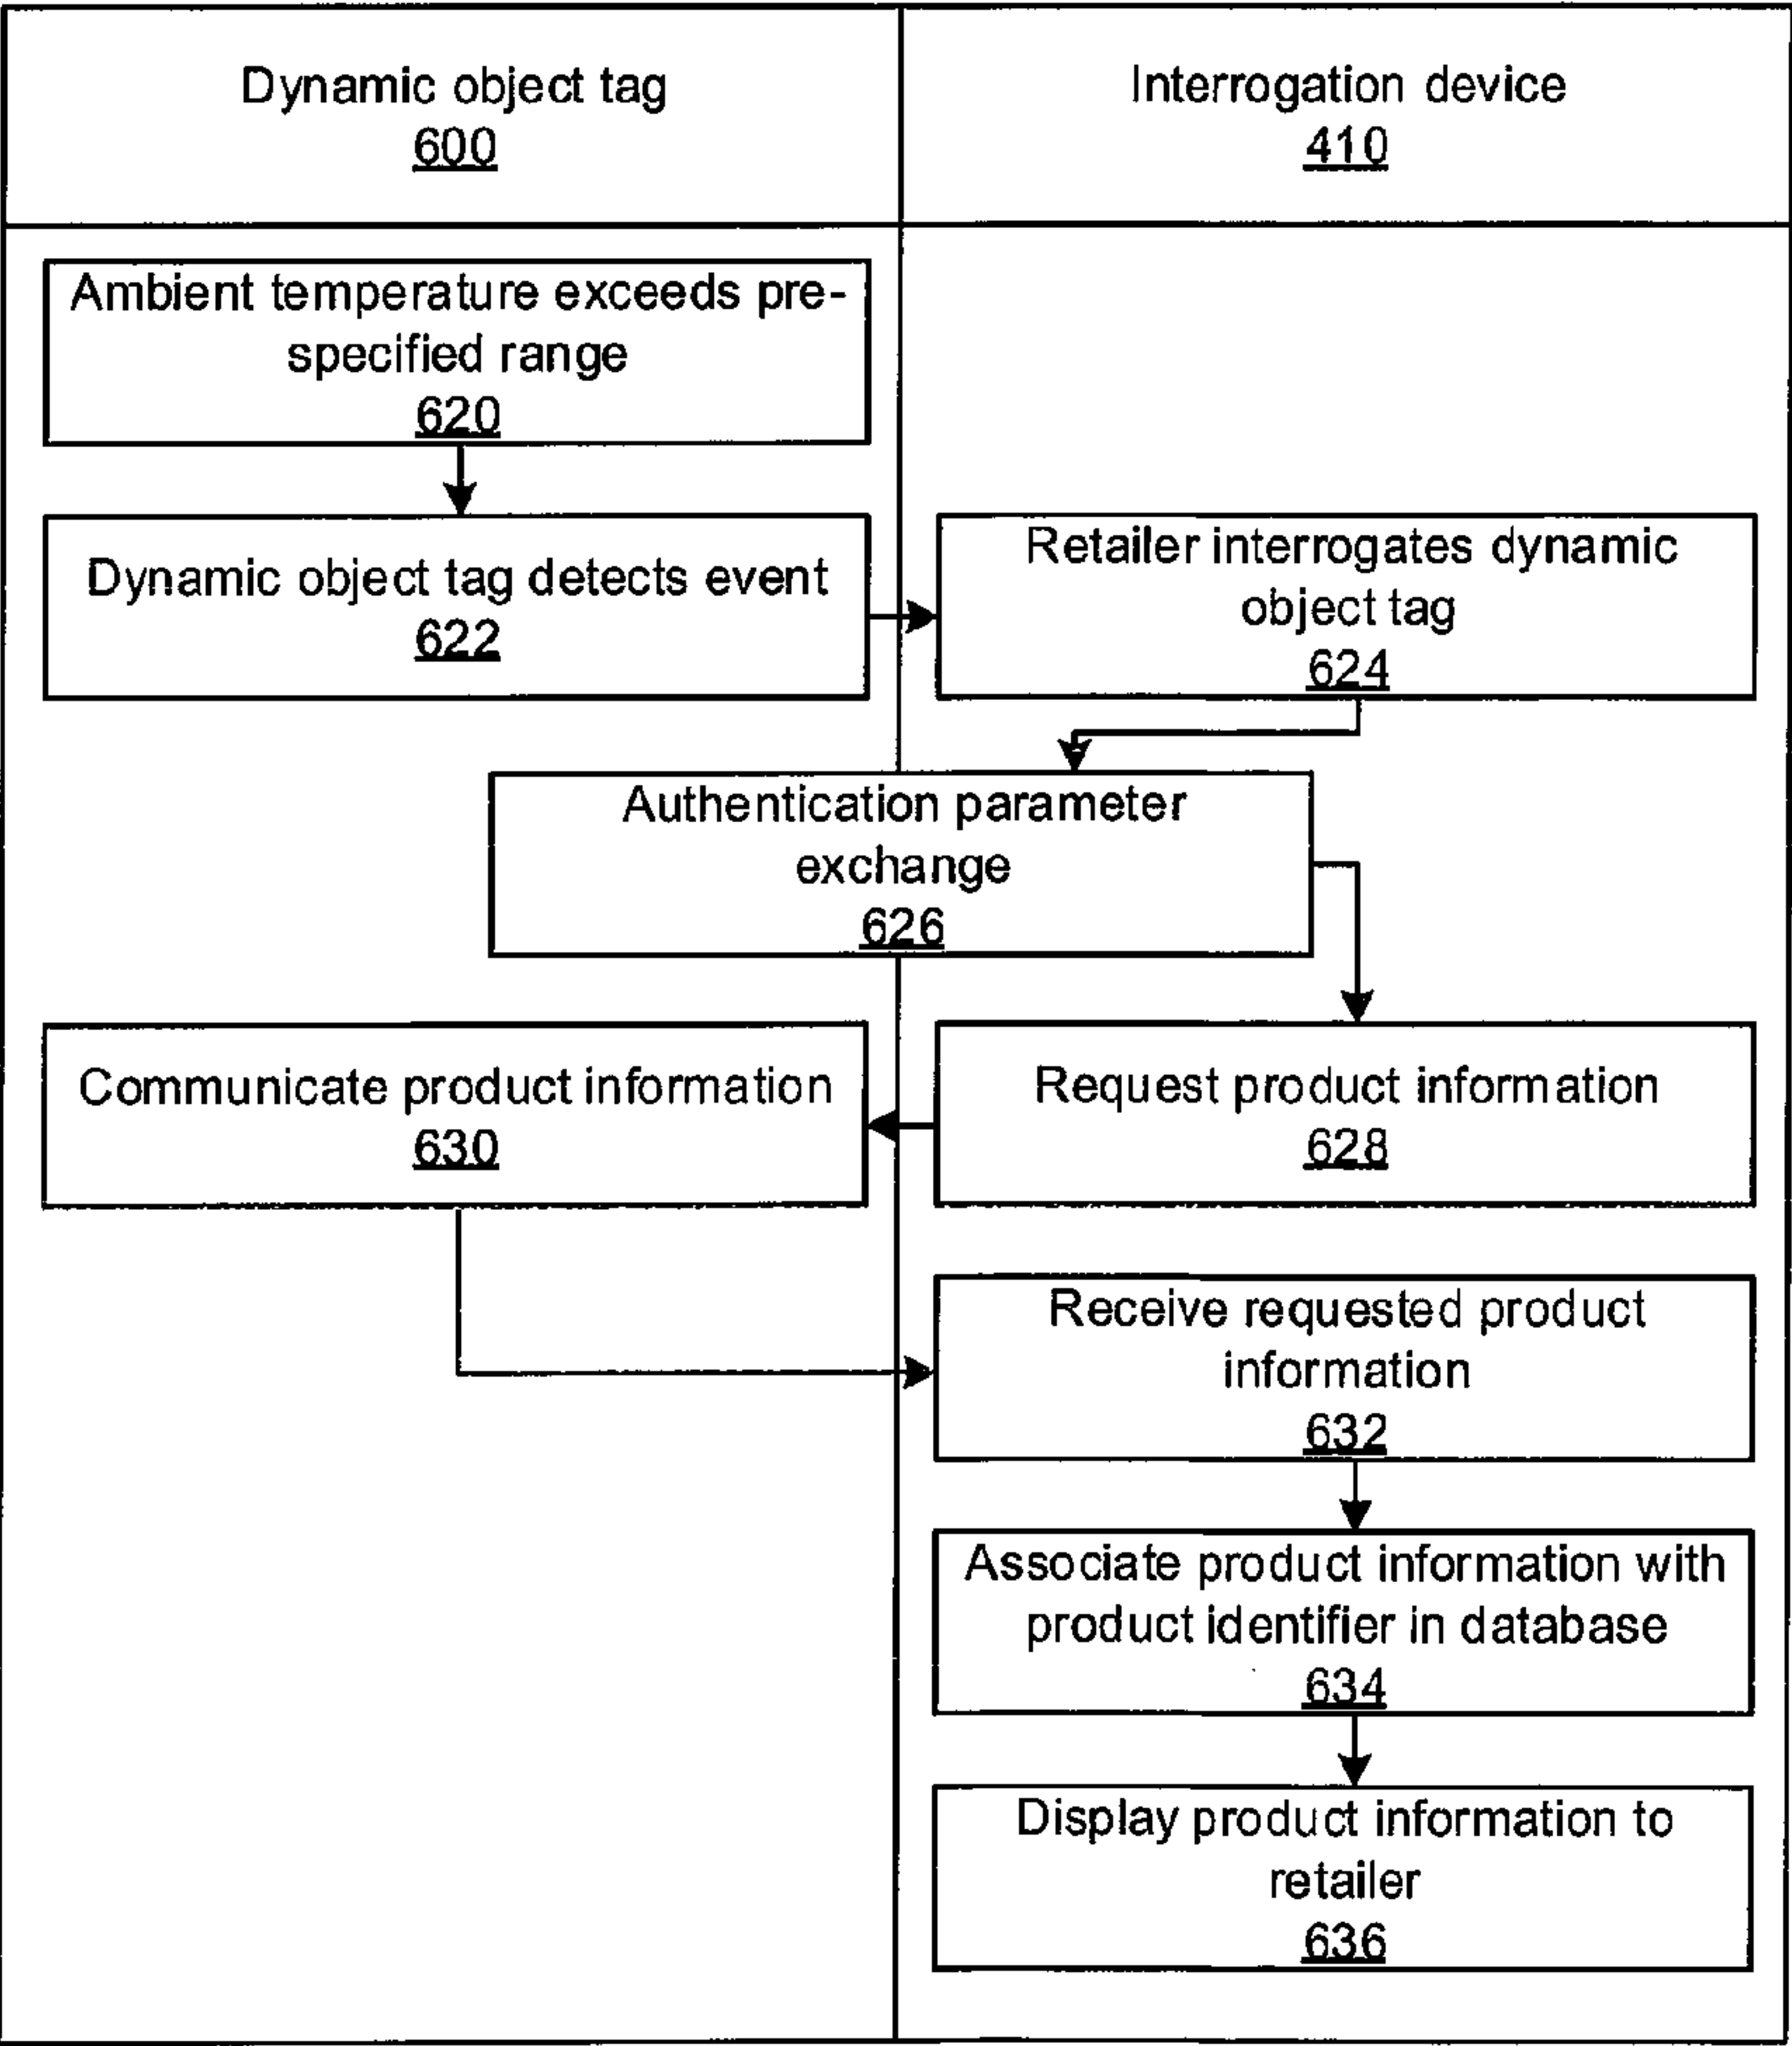 Dynamic object tag
600
Interrogation device
410
Ambient temperature exceeds pre-
specified range
620
Dynamic object tag detects event
622
Retailer interrogates dynamic
object tag
624
Authentication parameter
exchange
626
Communicate product information
630
Request product information
628
Receive requested product
information
632
Associate product information with
product identifier in database
634
Display product information to
retailer
636